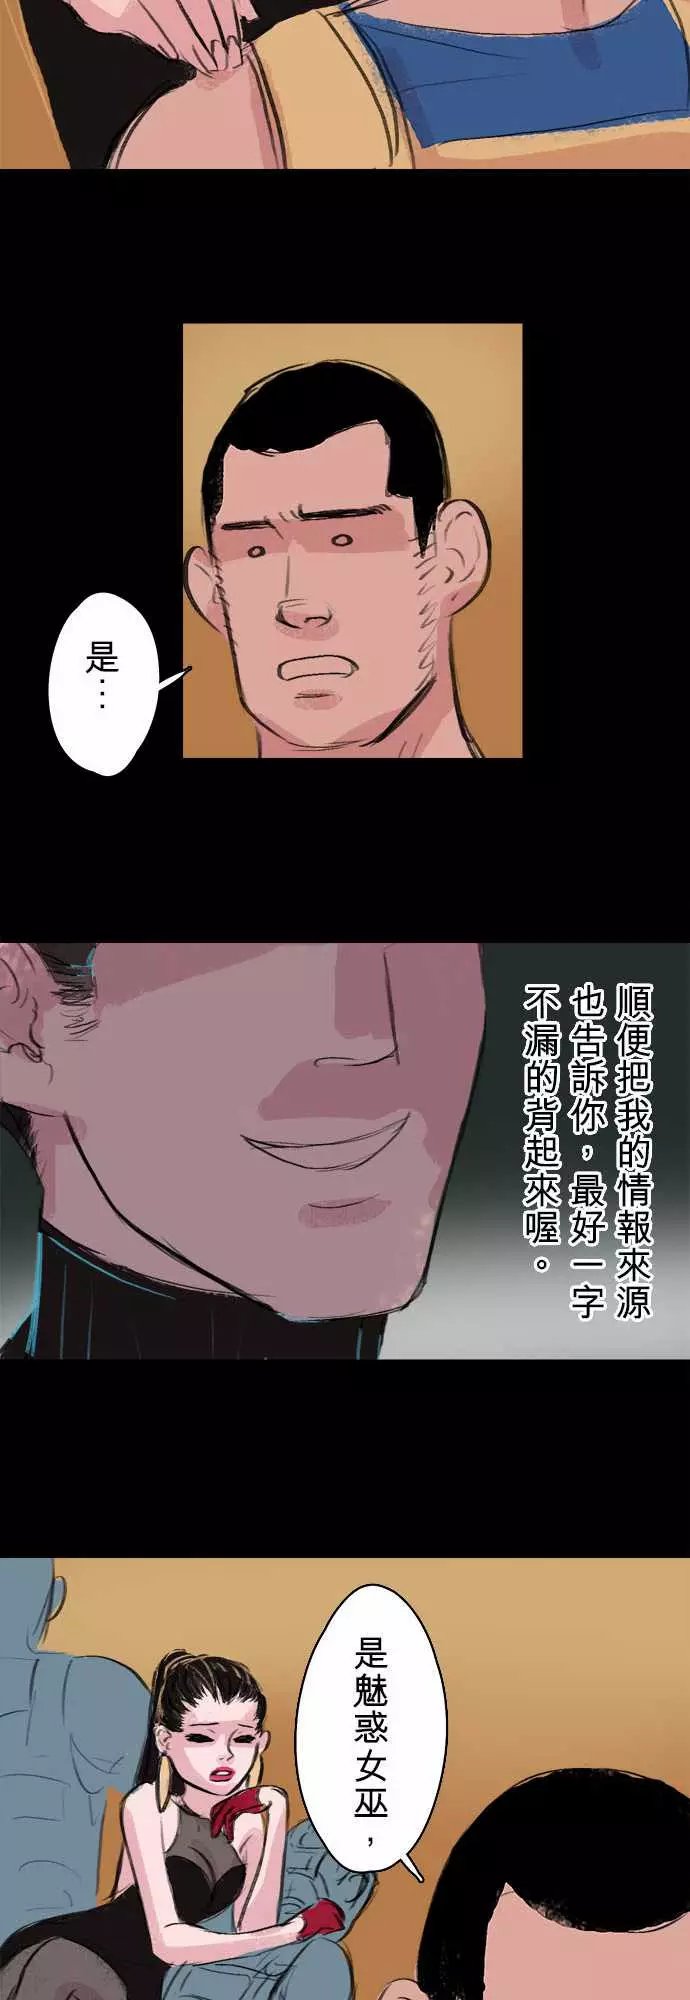 是…
順便把我的情報來源
也告訴你，最好一字
不漏的背起來喔。
是魅惑女巫，